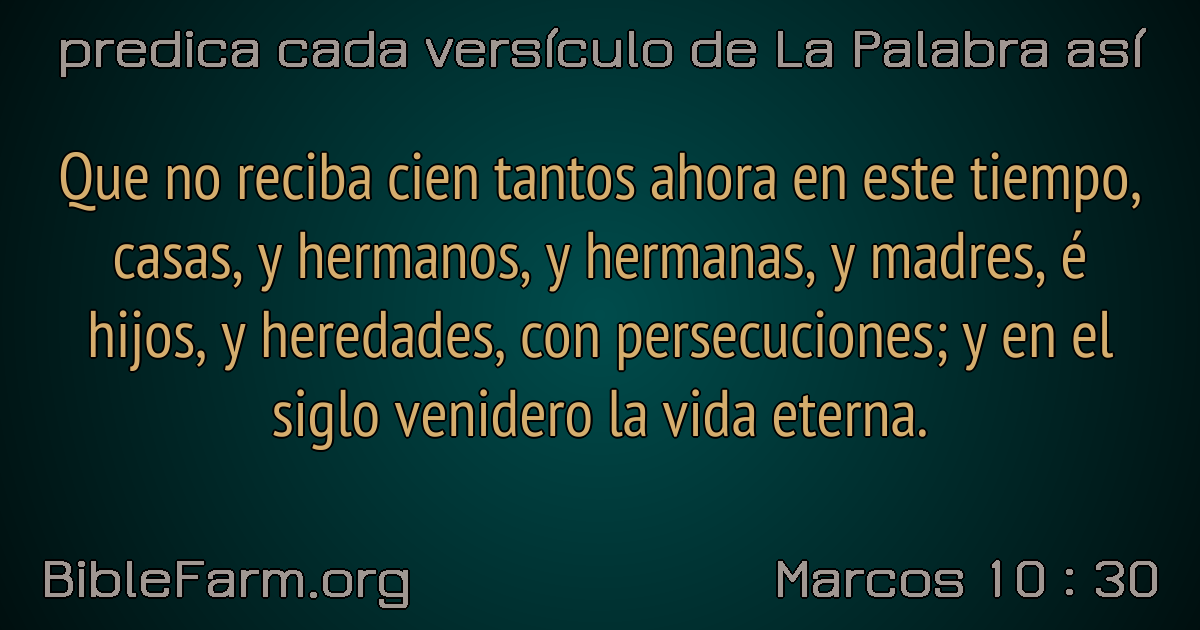 predica cada versículo de La Palabra así
Que no reciba cien tantos ahora en este tiempo,
casas, y hermanos, y hermanas, y madres, é
hijos, y heredades, con persecuciones; y en el
siglo venidero la vida eterna.
BibleFarm.org
Marcos 10 : 30